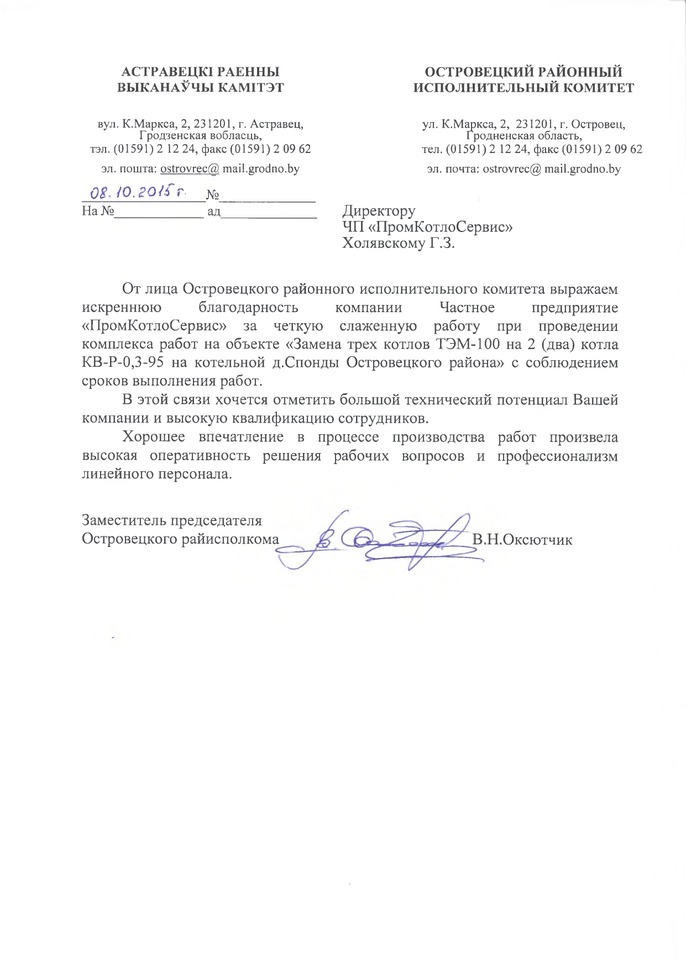 АСТРАВЕЦКІ РАЕННЫ
ВЫКАНАЎЧЫ КАМІТЭТ
вул. К.Маркса, 2, 231201, г. Астравец,
Гродзенская вобласць,
тэл. (01591) 2 12 24, факс (01591) 2 09 62
эл. пошта: ostrovrec@ mail.grodno.by
ОСТРОВЕЦКИЙ РАЙОННЫЙ
ИСПОЛНИТЕЛЬНЫЙ КОМИТЕТ
ул. К.Маркса, 2, 231201, г. Островец,
Гродненская область,
тел. (01591) 2 12 24, факс (01591) 2 09 62
эл. почта: ostrovrec@ mail.grodno.by
08.10.2015 г. №
На № ад
Директору
ЧП «ПромКотлоСервис»
Холявскому Г.З.
От лица Островецкого районного исполнительного комитета выражаем
искреннюю благодарность компании Частное предприятие
«ПромКотлоСервис» за четкую слаженную работу при проведении
комплекса работ на объекте «Замена трех котлов ТЭМ-100 на 2 (два) котла
КВ-Р-0,3-95 на котельной д.Спонды Островецкого района» с соблюдением
сроков выполнения работ.
В этой связи хочется отметить большой технический потенциал Вашей
компании и высокую квалификацию сотрудников.
Хорошее впечатление в процессе производства работ произвела
высокая оперативность решения рабочих вопросов и профессионализм
линейного персонала.
Заместитель председателя
Островецкого райисполкома В.Н.Оксютчик